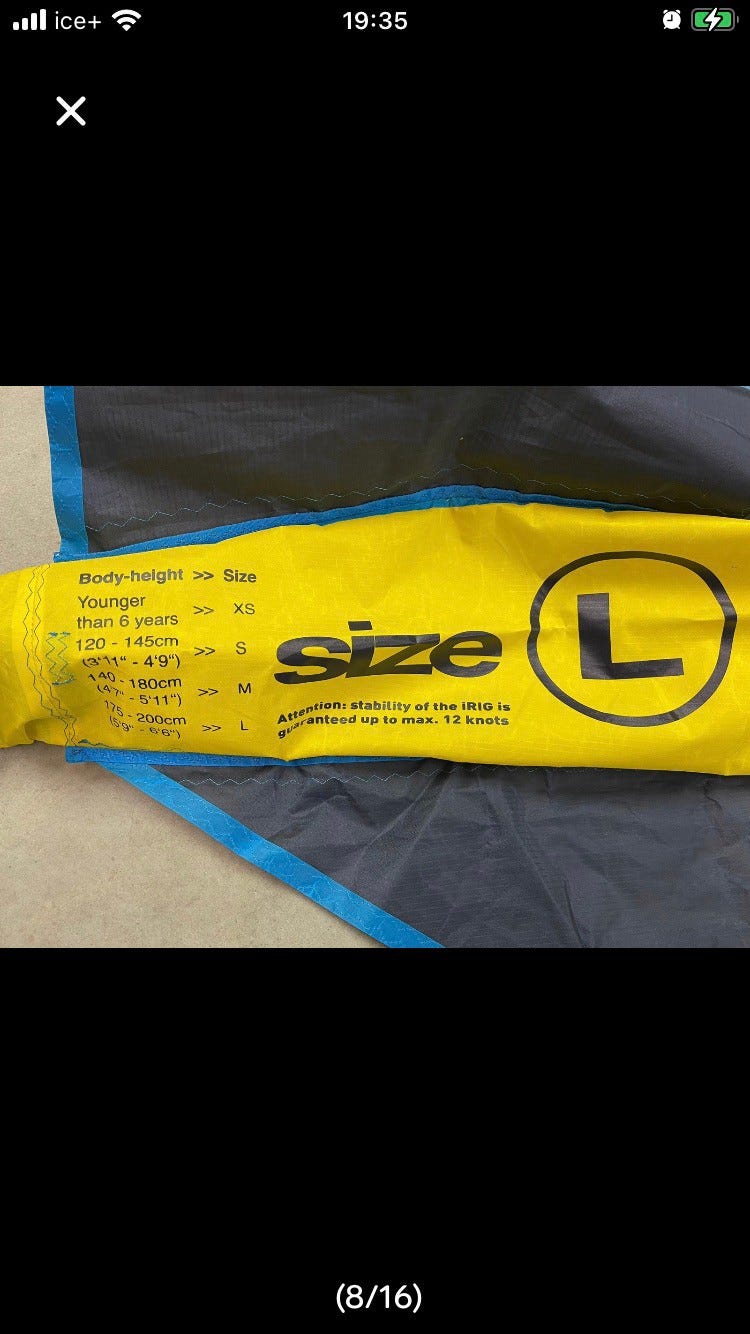 ice+
19:35
Body-height >> Size
Younger
than 6 years >> XS
120 - 145cm
(3'11" - 4'9") >> S
140 - 180cm
(4'7" - 5'11") >> M
175 - 200cm
(5'9" - 6'6") >> L
size L
Attention: stability of the iRIG is
guaranteed up to max. 12 knots
(8/16)